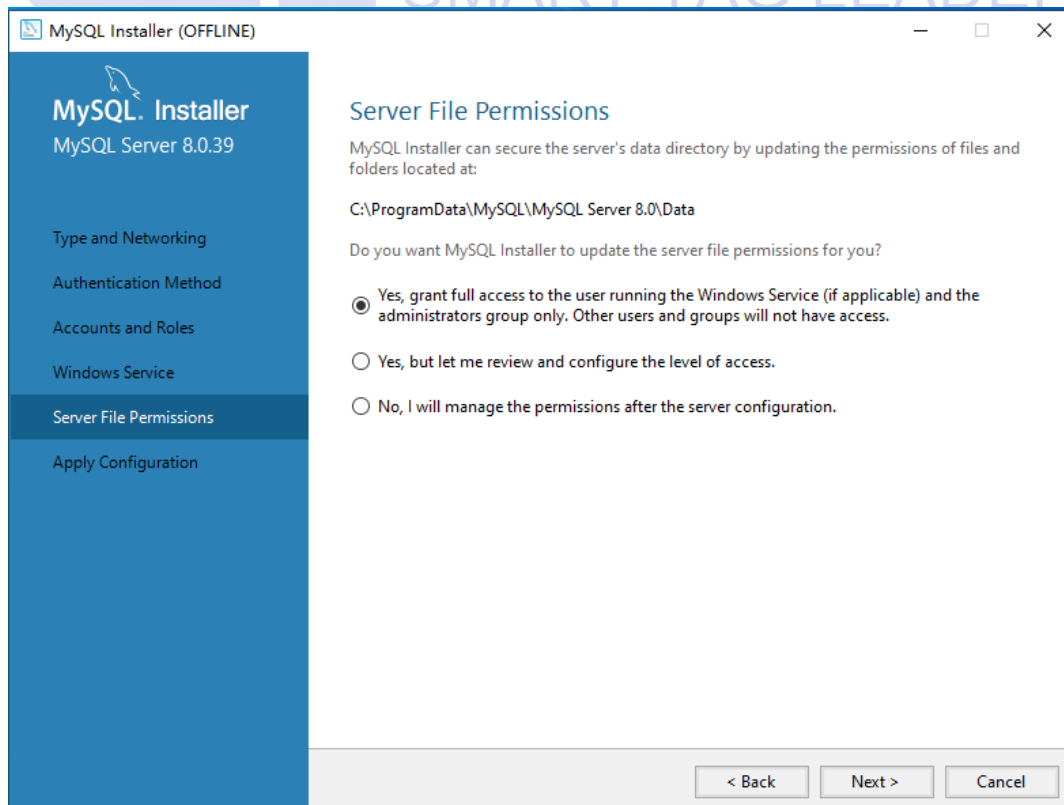 SMART TAG LEADER
MySQL Installer (OFFLINE)
MySQL. Installer
MySQL Server 8.0.39
Type and Networking
Authentication Method
Accounts and Roles
Windows Service
Server File Permissions
Apply Configuration
Server File Permissions
MySQL Installer can secure the server's data directory by updating the permissions of files and
folders located at:
C:\ProgramData\MySQL\MySQL Server 8.0\Data
Do you want MySQL Installer to update the server file permissions for you?
Yes, grant full access to the user running the Windows Service (if applicable) and the
administrators group only. Other users and groups will not have access.
Yes, but let me review and configure the level of access.
No, I will manage the permissions after the server configuration.
< Back
Next >
Cancel